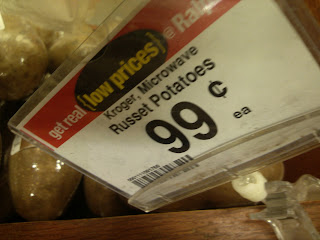 get real (low prices) @ Ral
Kroger, Microwave
Russet Potatoes
99¢ ea